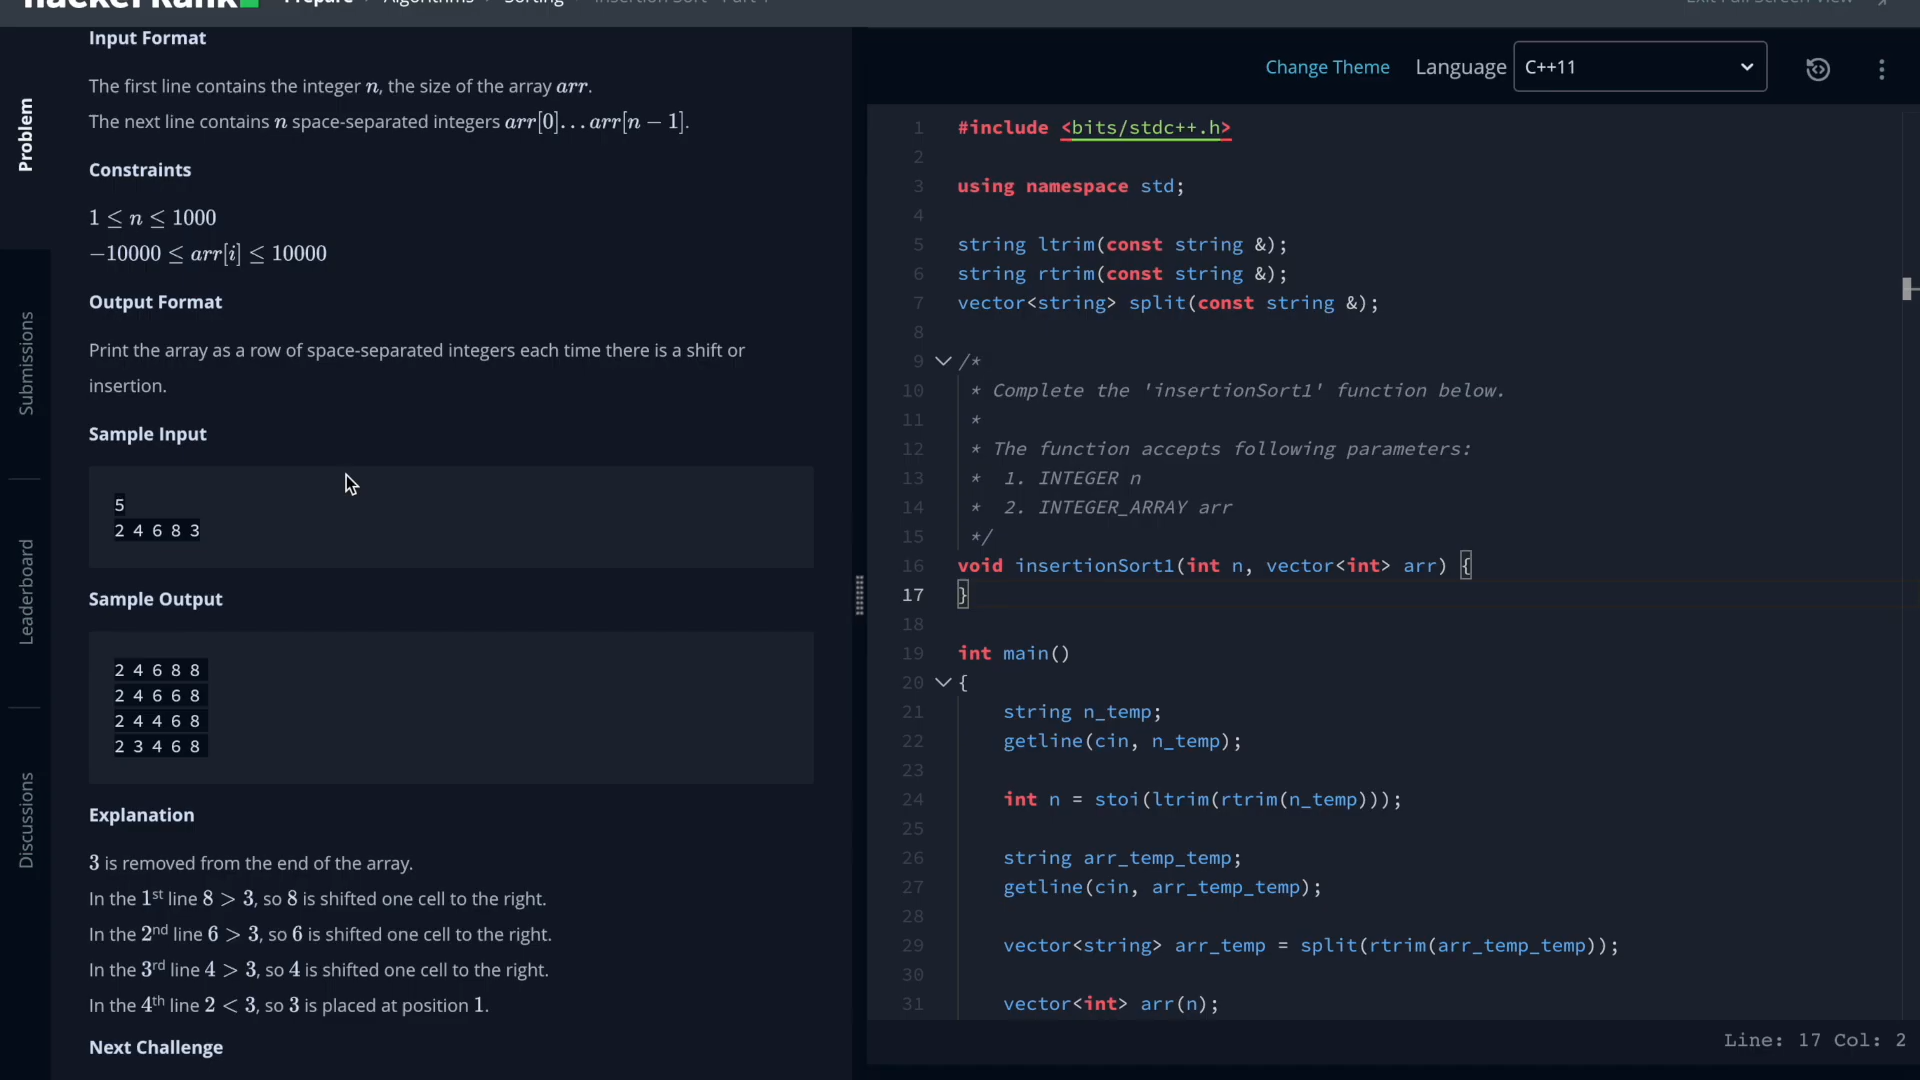 HackerRank
Prepare > Algorithms > Sorting > Insertion Sort - Part 1
Exit Full Screen View
Problem
Submissions
Leaderboard
Discussions
Input Format
The first line contains the integer n, the size of the array arr.
The next line contains n space-separated integers arr[0]...arr[n − 1].
Constraints
1 ≤ n ≤ 1000
−10000 ≤ arr[i] ≤ 10000
Output Format
Print the array as a row of space-separated integers each time there is a shift or
insertion.
Sample Input
5
2 4 6 8 3
Sample Output
2 4 6 8 8
2 4 6 6 8
2 4 4 6 8
2 3 4 6 8
Explanation
3 is removed from the end of the array.
In the 1st line 8 > 3, so 8 is shifted one cell to the right.
In the 2nd line 6 > 3, so 6 is shifted one cell to the right.
In the 3rd line 4 > 3, so 4 is shifted one cell to the right.
In the 4th line 2 < 3, so 3 is placed at position 1.
Next Challenge
Change Theme Language C++11
1 #include <bits/stdc++.h>
2
3 using namespace std;
4
5 string ltrim(const string &);
6 string rtrim(const string &);
7 vector<string> split(const string &);
8
9 /*
10 * Complete the 'insertionSort1' function below.
11 *
12 * The function accepts following parameters:
13 * 1. INTEGER n
14 * 2. INTEGER_ARRAY arr
15 */
16 void insertionSort1(int n, vector<int> arr) {
17 }
18
19 int main()
20 {
21 string n_temp;
22 getline(cin, n_temp);
23
24 int n = stoi(ltrim(rtrim(n_temp)));
25
26 string arr_temp_temp;
27 getline(cin, arr_temp_temp);
28
29 vector<string> arr_temp = split(rtrim(arr_temp_temp));
30
31 vector<int> arr(n);
Line: 17 Col: 2